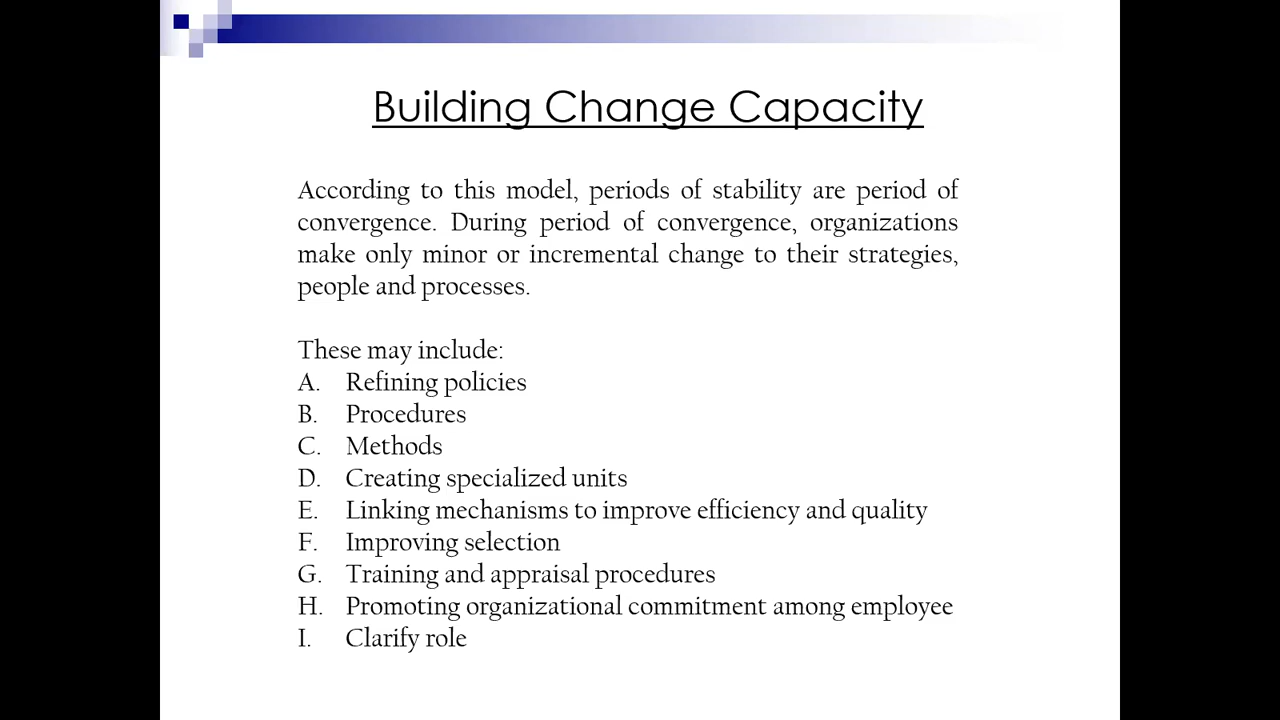 Building Change Capacity
According to this model, periods of stability are period of
convergence. During period of convergence, organizations
make only minor or incremental change to their strategies,
people and processes.
These may include:
A. Refining policies
B. Procedures
C. Methods
D. Creating specialized units
E. Linking mechanisms to improve efficiency and quality
F. Improving selection
G. Training and appraisal procedures
H. Promoting organizational commitment among employee
I. Clarify role